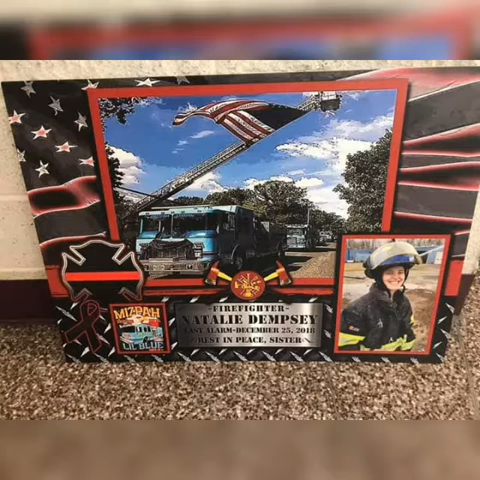 ~FIREFIGHTER~
NATALIE DEMPSEY
LAST ALARM-DECEMBER 25, 2018
REST IN PEACE, SISTER
MIZPAH
LIL BLUE